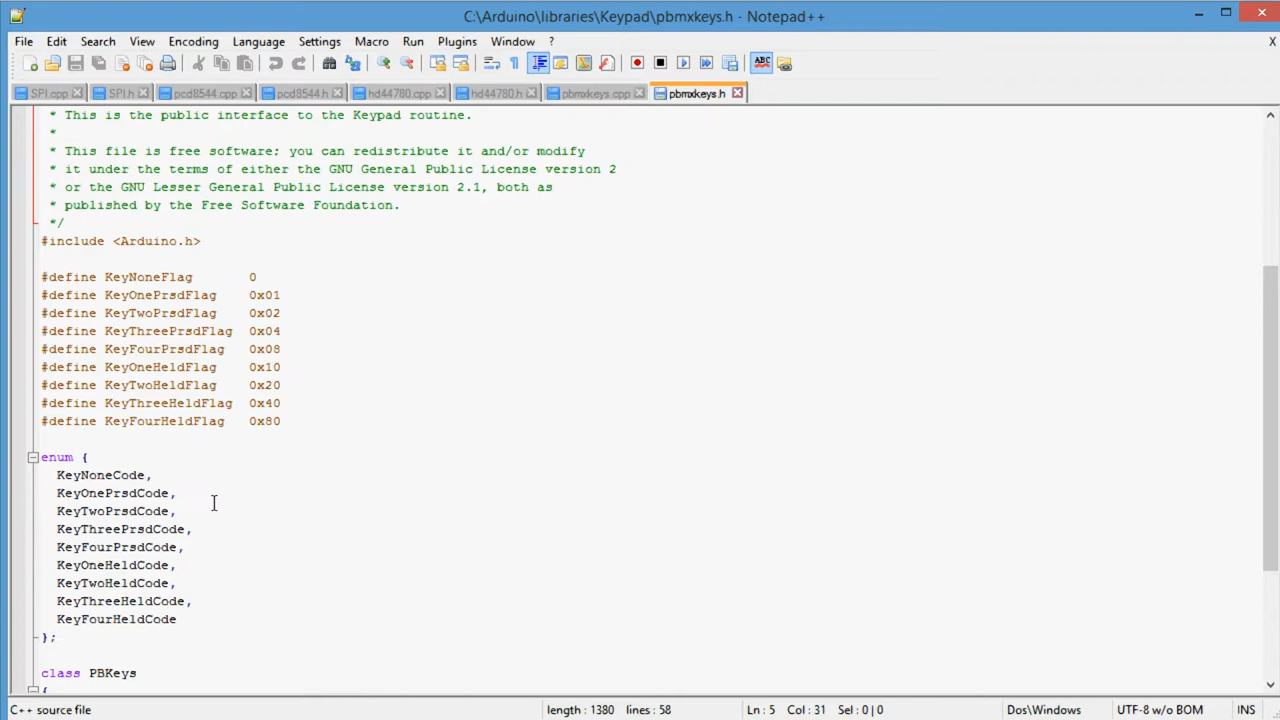 C:\Arduino\libraries\Keypad\pbmxkeys.h - Notepad++
File Edit Search View Encoding Language Settings Macro Run Plugins Window ? X
ABC
SPI.cpp SPI.h pcd8544.cpp pcd8544.h hd44780.cpp hd44780.h pbmxkeys.cpp pbmxkeys.h
* This is the public interface to the Keypad routine.
*
* This file is free software; you can redistribute it and/or modify
* it under the terms of either the GNU General Public License version 2
* or the GNU Lesser General Public License version 2.1, both as
* published by the Free Software Foundation.
*/
#include <Arduino.h>
#define KeyNoneFlag 0
#define KeyOnePrsdFlag 0x01
#define KeyTwoPrsdFlag 0x02
#define KeyThreePrsdFlag 0x04
#define KeyFourPrsdFlag 0x08
#define KeyOneHeldFlag 0x10
#define KeyTwoHeldFlag 0x20
#define KeyThreeHeldFlag 0x40
#define KeyFourHeldFlag 0x80
enum {
KeyNoneCode,
KeyOnePrsdCode,
KeyTwoPrsdCode,
KeyThreePrsdCode,
KeyFourPrsdCode,
KeyOneHeldCode,
KeyTwoHeldCode,
KeyThreeHeldCode,
KeyFourHeldCode
};
class PBKeys
{
C++ source file length : 1380 lines : 58 Ln : 5 Col : 31 Sel : 0 | 0 Dos\Windows UTF-8 w/o BOM INS